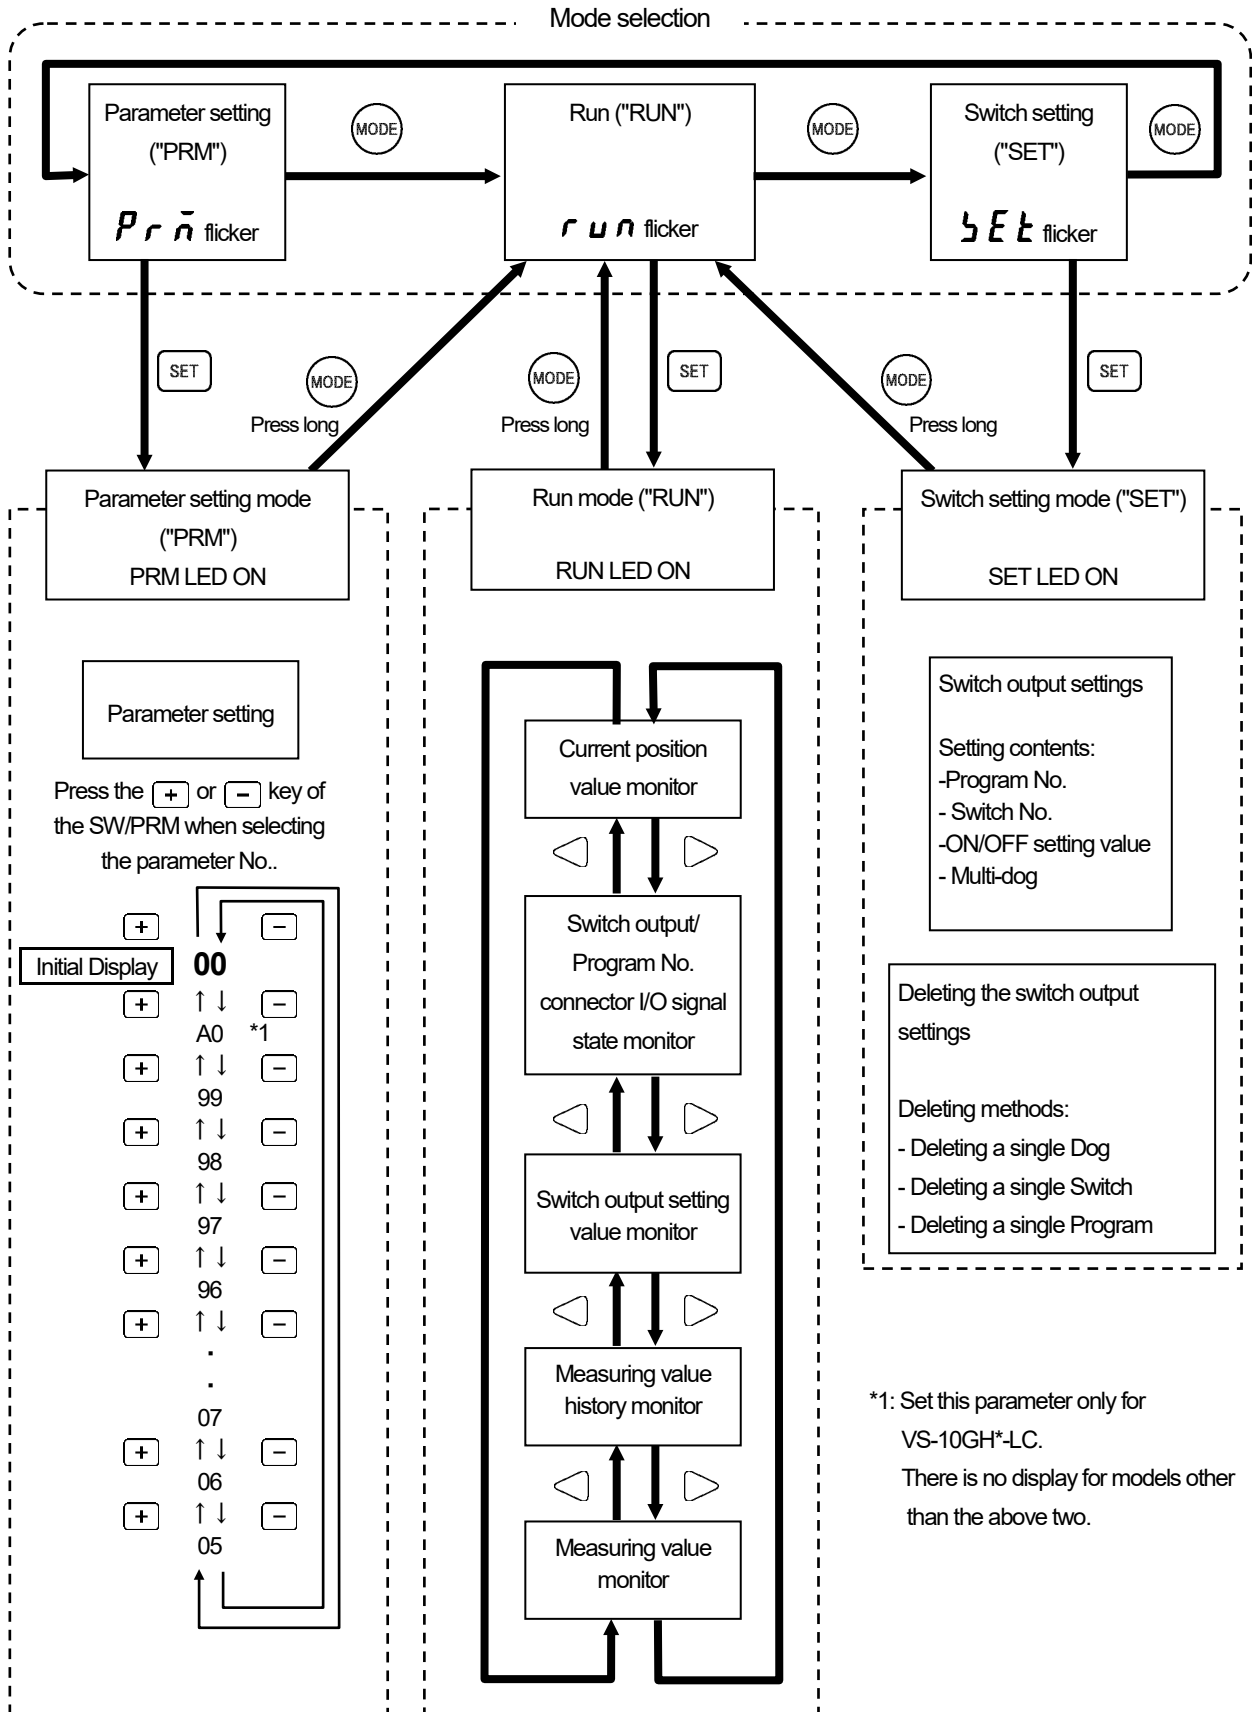 Mode selection
Parameter setting
("PRM")
Prm flicker
MODE
Run ("RUN")
run flicker
MODE
Switch setting
("SET")
SEt flicker
MODE
SET
MODE
Press long
MODE
Press long
SET
MODE
Press long
SET
Parameter setting mode
("PRM")
PRM LED ON
Run mode ("RUN")
RUN LED ON
Switch setting mode ("SET")
SET LED ON
Parameter setting
Press the + or - key of
the SW/PRM when selecting
the parameter No..
+ -
Initial Display 00
+ ↑↓ -
A0 *1
+ ↑↓ -
99
+ ↑↓ -
98
+ ↑↓ -
97
+ ↑↓ -
96
+ ↑↓ -
.
.
07
+ ↑↓ -
06
+ ↑↓ -
05
Current position
value monitor
Switch output/
Program No.
connector I/O signal
state monitor
Switch output setting
value monitor
Measuring value
history monitor
Measuring value
monitor
Switch output settings
Setting contents:
-Program No.
- Switch No.
-ON/OFF setting value
- Multi-dog
Deleting the switch output
settings
Deleting methods:
- Deleting a single Dog
- Deleting a single Switch
- Deleting a single Program
*1: Set this parameter only for
VS-10GH*-LC.
There is no display for models other
than the above two.